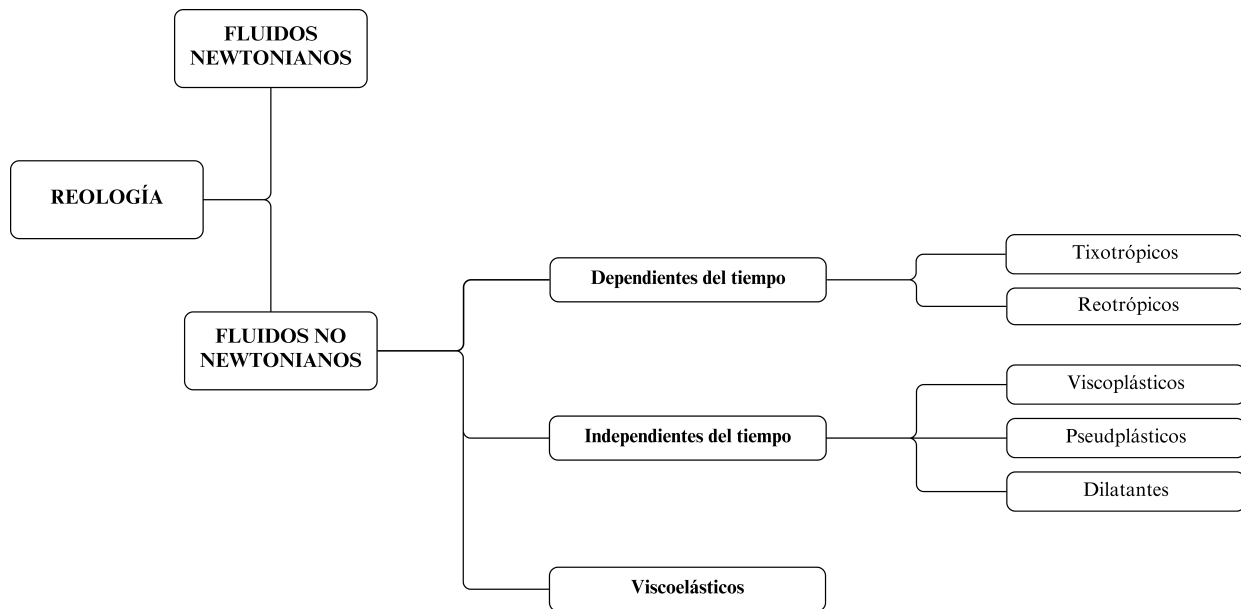 FLUIDOS
NEWTONIANOS
REOLOGÍA
FLUIDOS NO
NEWTONIANOS
Dependientes del tiempo
Tixotrópicos
Reotrópicos
Independientes del tiempo
Viscoplásticos
Pseudplásticos
Dilatantes
Viscoelásticos